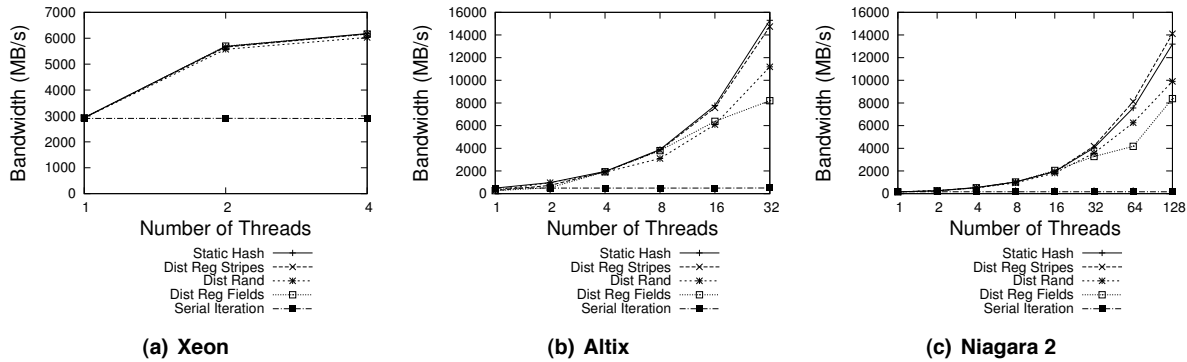 Bandwidth (MB/s)
7000
6000
5000
4000
3000
2000
1000
0
1 2 4
Number of Threads
Static Hash
Dist Reg Stripes
Dist Rand
Dist Reg Fields
Serial Iteration
(a) Xeon
Bandwidth (MB/s)
16000
14000
12000
10000
8000
6000
4000
2000
0
1 2 4 8 16 32
Number of Threads
Static Hash
Dist Reg Stripes
Dist Rand
Dist Reg Fields
Serial Iteration
(b) Altix
Bandwidth (MB/s)
16000
14000
12000
10000
8000
6000
4000
2000
0
1 2 4 8 16 32 64 128
Number of Threads
Static Hash
Dist Reg Stripes
Dist Rand
Dist Reg Fields
Serial Iteration
(c) Niagara 2